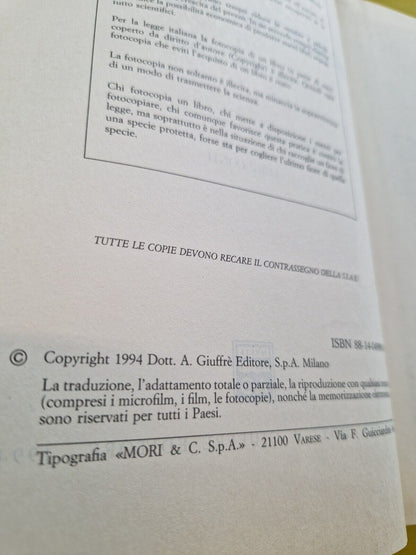 tutto scientifici.
Per la legge italiana la fotocopia di un libro
coperto da diritto d'autore (Copyright)
fotocopia che eviti l'acquisto di un libro è
La fotocopia non soltanto è illecita, ma minaccia la sopravvivenza
di un modo di trasmettere la scienza.
Chi fotocopia un libro, chi mette a disposizione i mezzi per
fotocopiare, chi comunque favorisce questa pratica
legge, ma soprattutto è nella situazione di chi raccoglie un fiore di
una specie protetta, forse sta per cogliere l'ultimo fiore di quella
specie.
TUTTE LE COPIE DEVONO RECARE IL CONTRASSEGNO DELLA S.I.A.E.
ISBN 88-14
© Copyright 1994 Dott. A. Giuffrè Editore, S.p.A. Milano
La traduzione, l'adattamento totale o parziale, la riproduzione con
(compresi i microfilm, i film, le fotocopie), nonché la memorizzazione
sono riservati per tutti i Paesi.
Tipografia «MORI & C. S.p.A.» - 21100 VARESE - Via F. Guicciardini